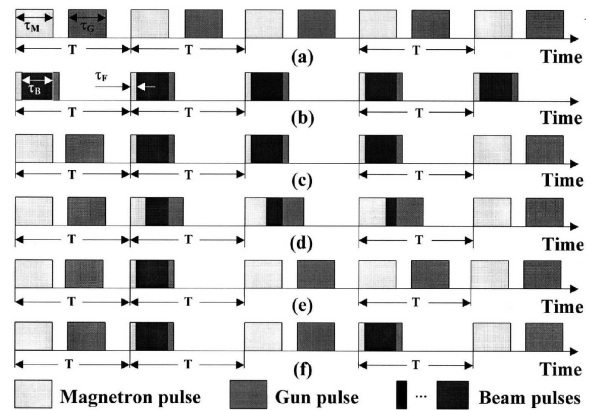 τM τG
T T T
(a) Time
τB τF
T T T
(b) Time
T T T
(c) Time
T T T
(d) Time
T T T
(e) Time
T T T
(f) Time
Magnetron pulse Gun pulse ... Beam pulses